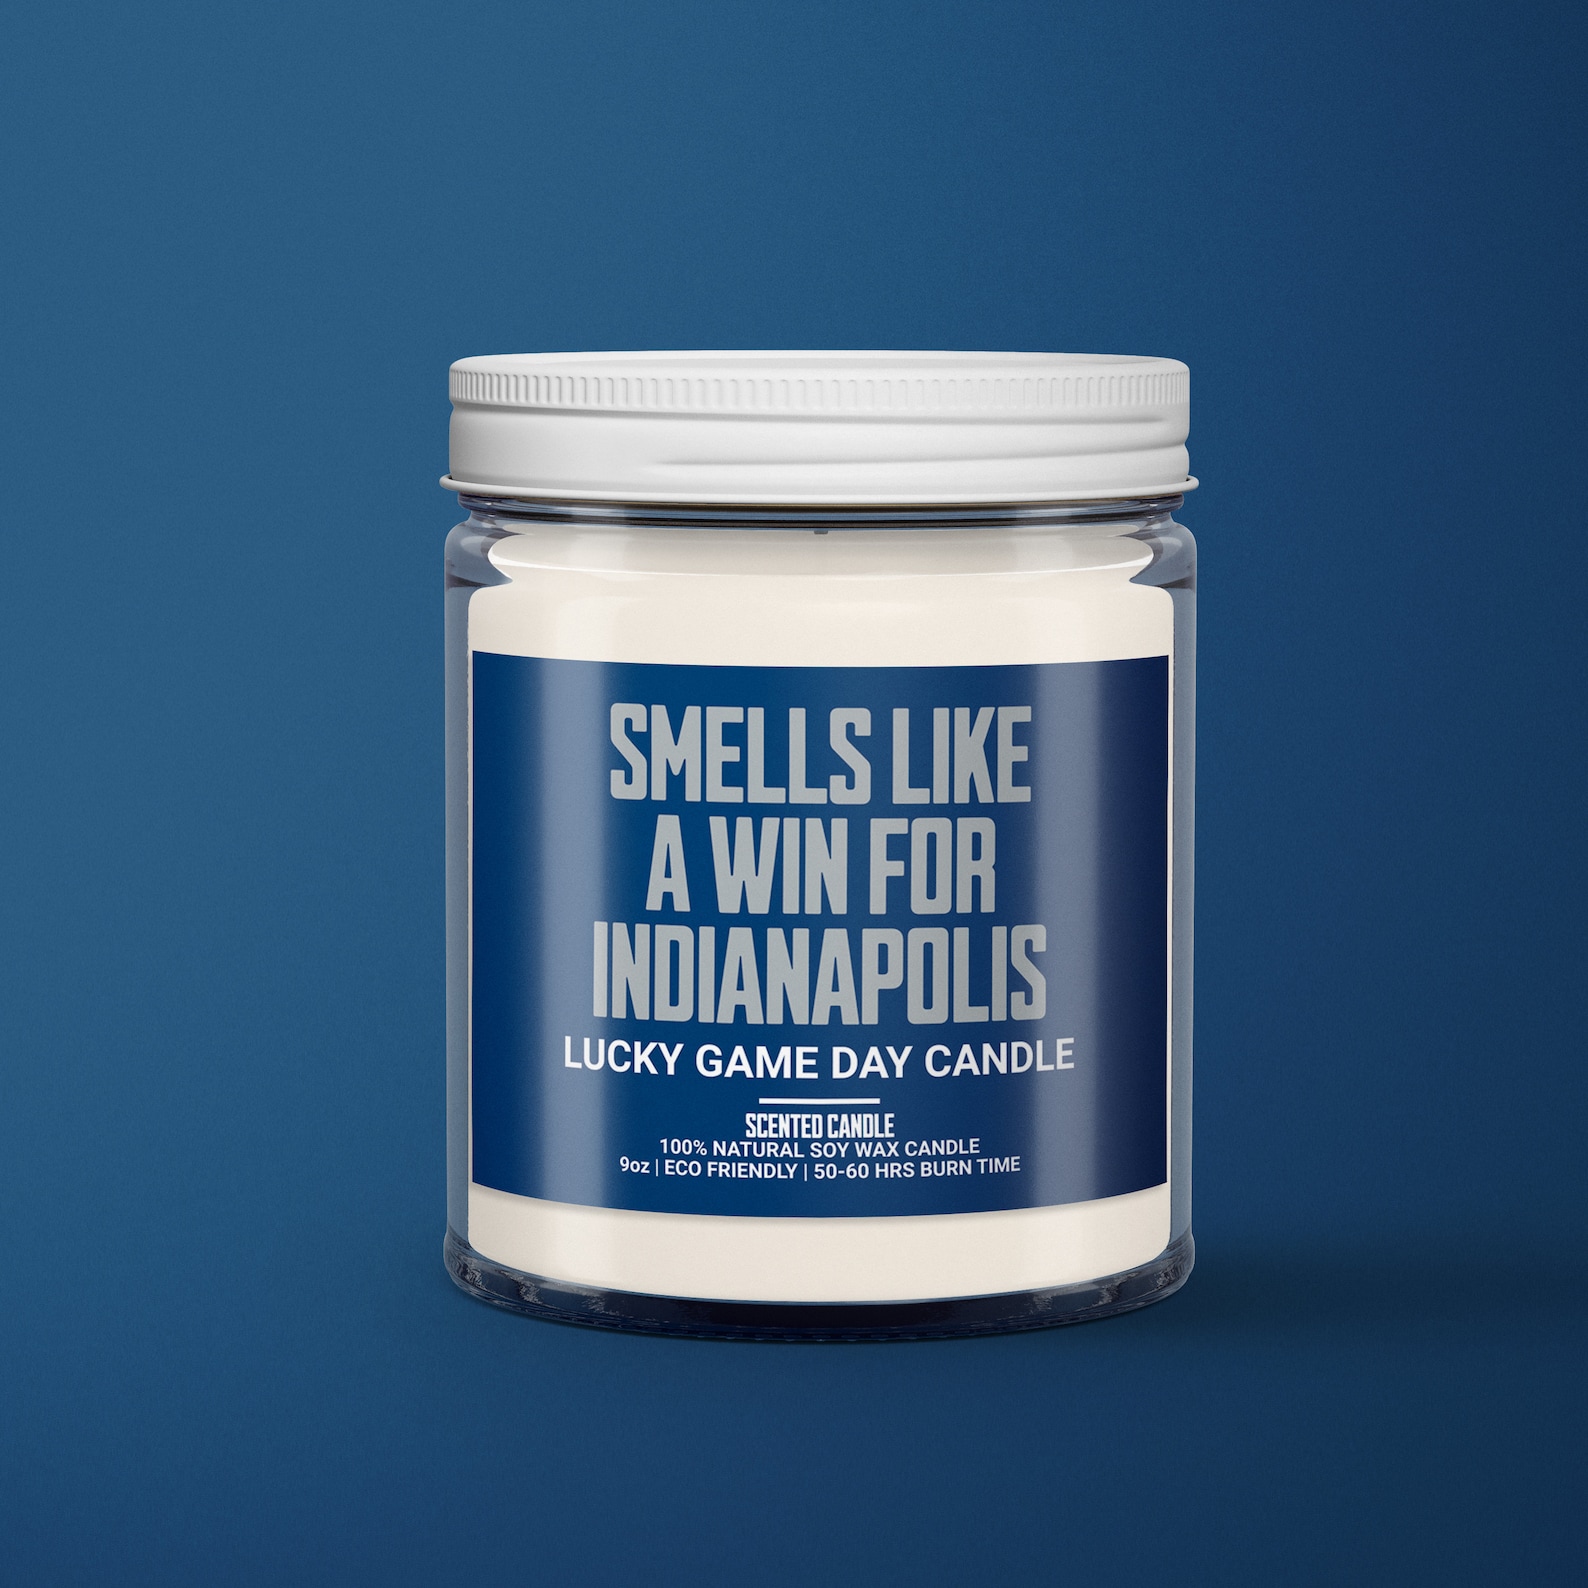 SMELLS LIKE
A WIN FOR
INDIANAPOLIS
LUCKY GAME DAY CANDLE
SCENTED CANDLE
100% NATURAL SOY WAX CANDLE
9oz | ECO FRIENDLY | 50-60 HRS BURN TIME